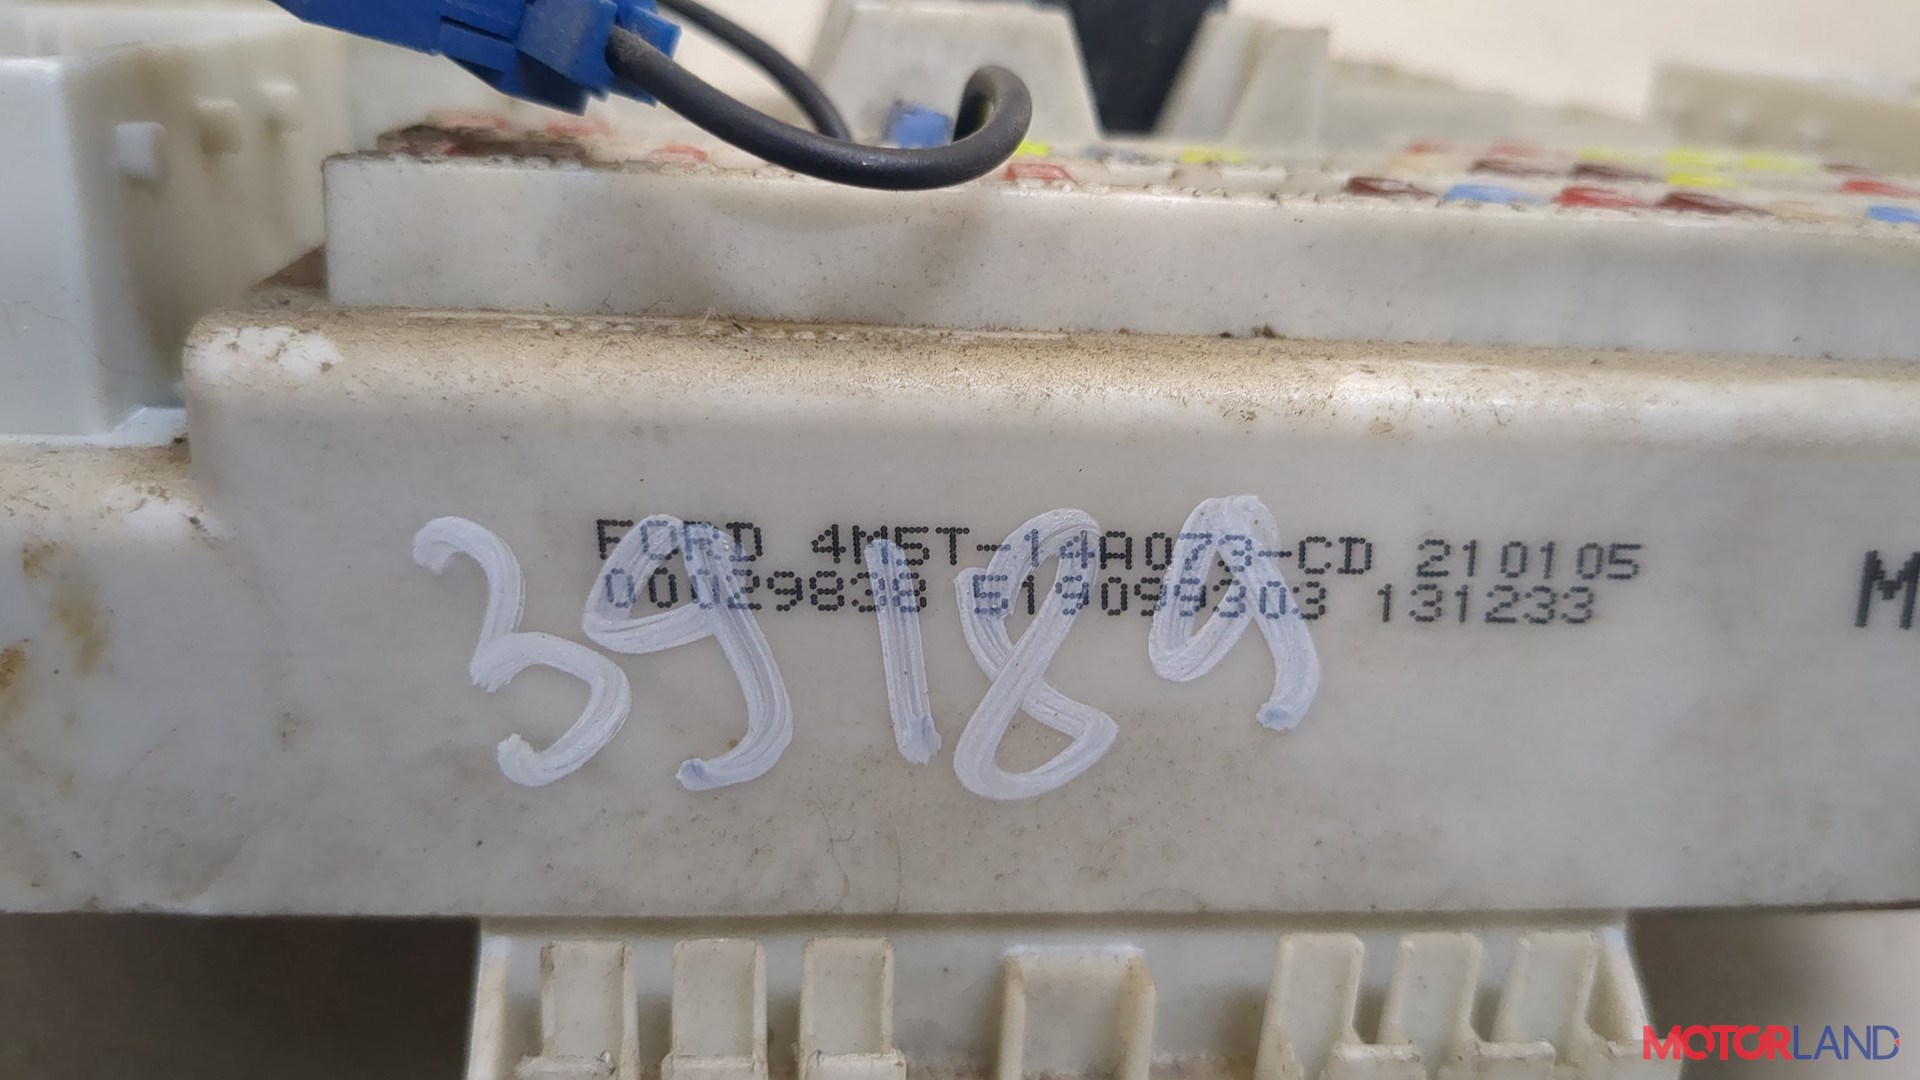 FORD 4M5T-14A073-CD 210105
00029838 519099303 131233
M
39189
MOTORLAND